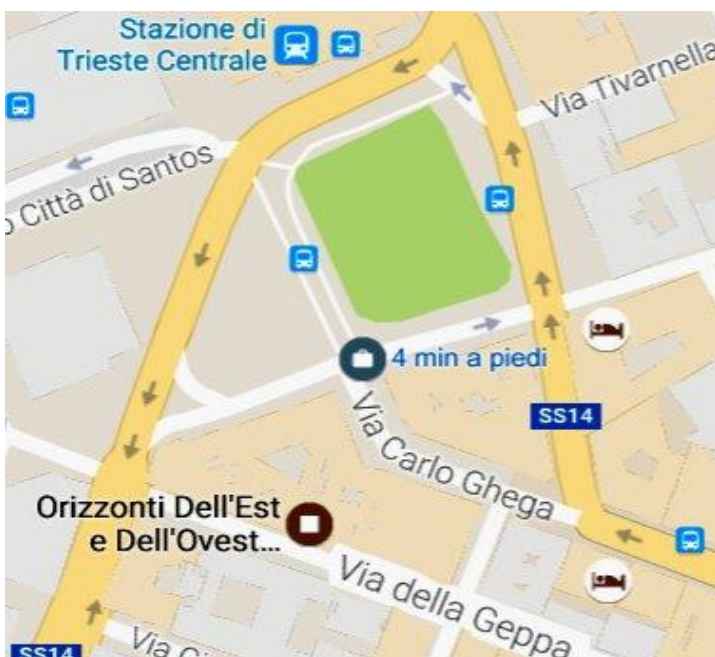 Stazione di
Trieste Centrale
Via Tivarnella
o Città di Santos
4 min a piedi
SS14
Via Carlo Ghega
Orizzonti Dell'Est
e Dell'Ovest...
Via della Geppa
SS14
Via